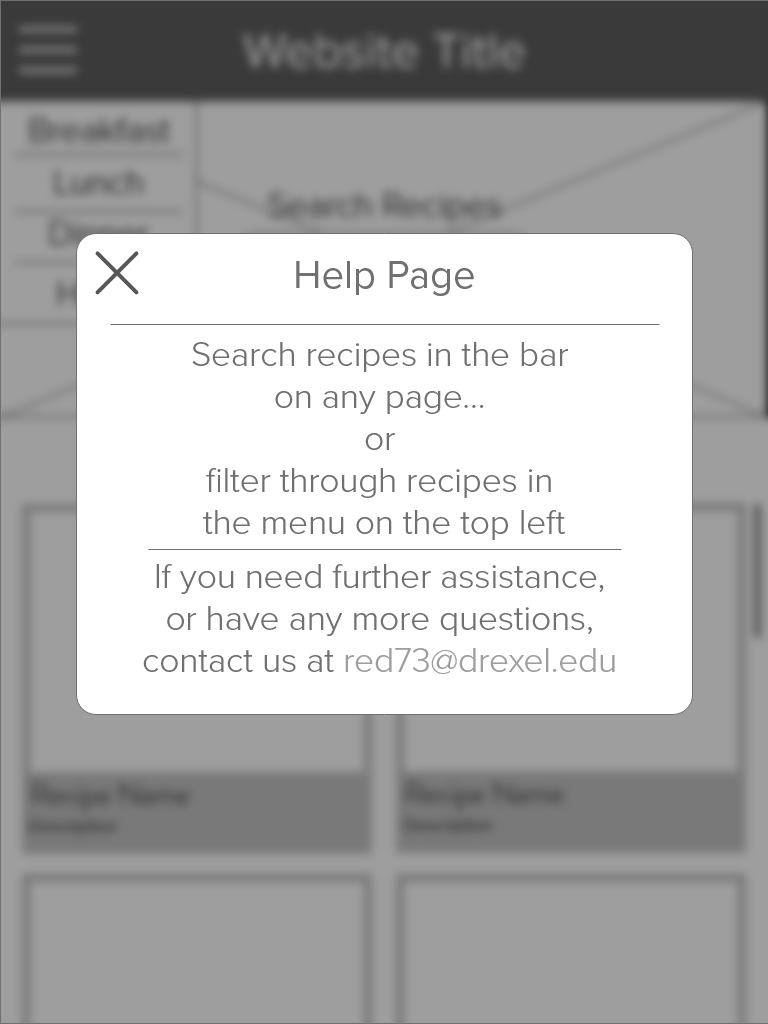 Website Title
Breakfast
Lunch
Search Recipes
Help Page
Search recipes in the bar
on any page...
or
filter through recipes in
the menu on the top left
If you need further assistance,
or have any more questions,
contact us at red73@drexel.edu
Recipe Name
Description
Recipe Name
Description